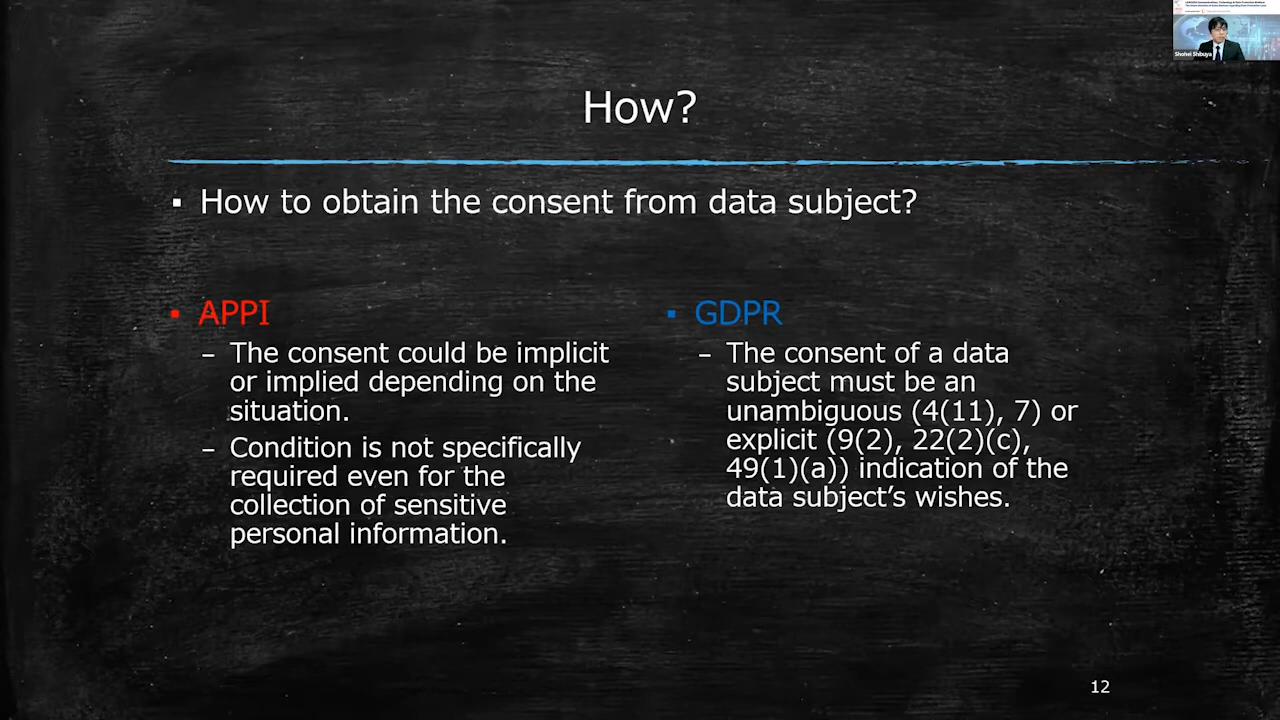 How?
▪ How to obtain the consent from data subject?
▪ APPI
– The consent could be implicit
or implied depending on the
situation.
– Condition is not specifically
required even for the
collection of sensitive
personal information.
▪ GDPR
– The consent of a data
subject must be an
unambiguous (4(11), 7) or
explicit (9(2), 22(2)(c),
49(1)(a)) indication of the
data subject’s wishes.
12
Shohei Shibuya